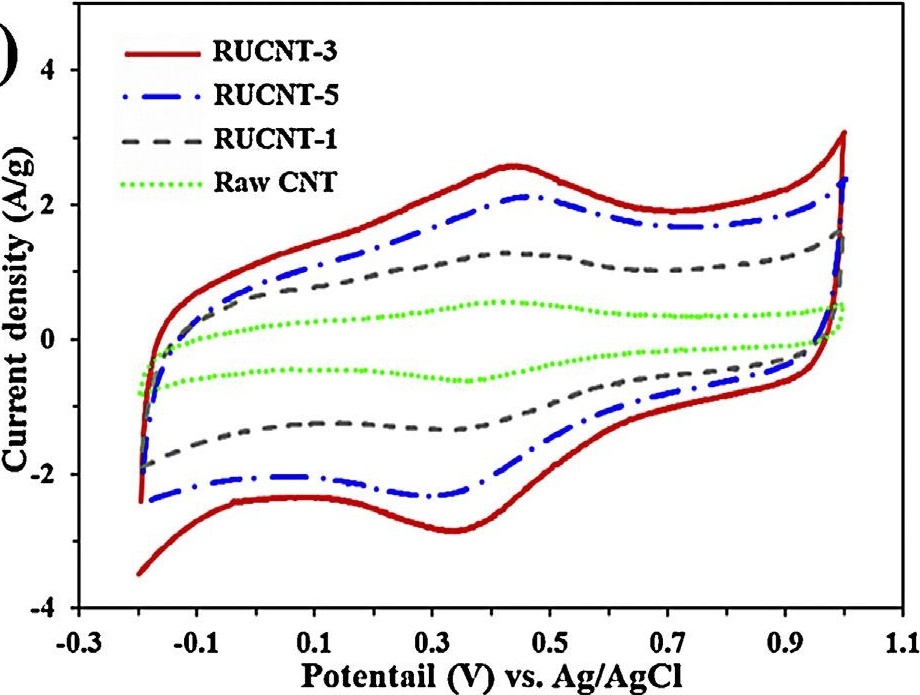 )
RUCNT-3
RUCNT-5
RUCNT-1
Raw CNT
Current density (A/g)
4
2
0
-2
-4
-0.3 -0.1 0.1 0.3 0.5 0.7 0.9 1.1
Potentail (V) vs. Ag/AgCl